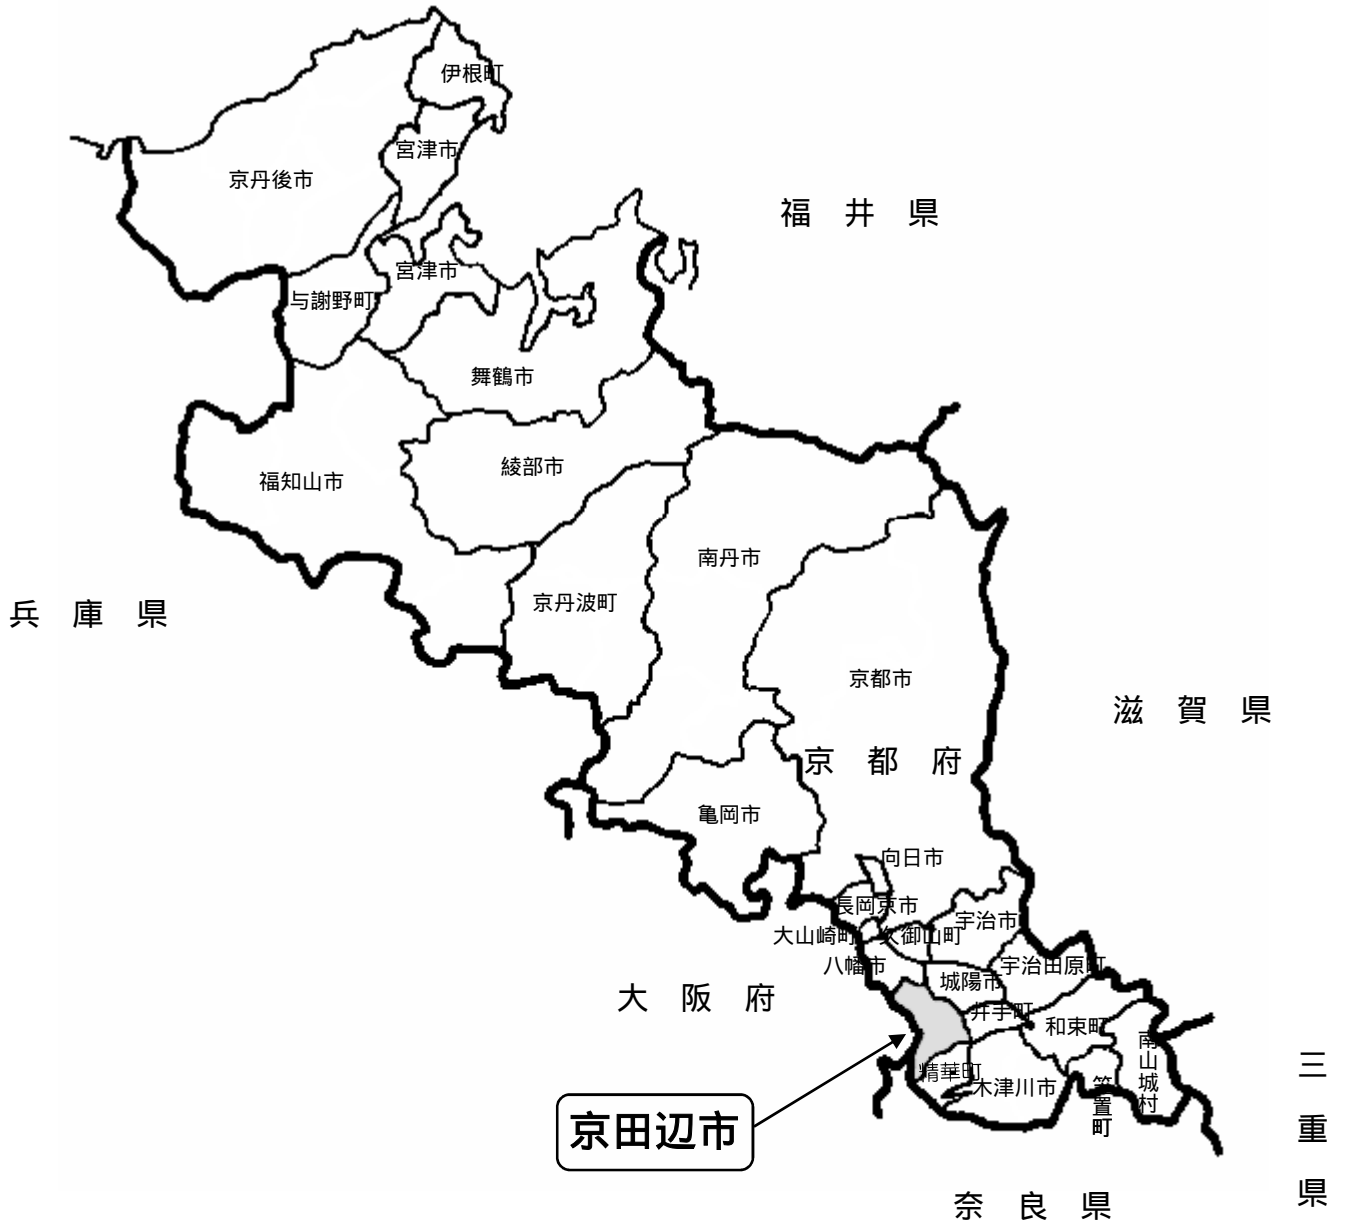 伊根町
宮津市
京丹後市
福 井 県
宮津市
与謝野町
舞鶴市
綾部市
福知山市
南丹市
京丹波町
兵 庫 県
京都市
滋 賀 県
京 都 府
亀岡市
向日市
長岡京市
宇治市
大山崎町
久御山町
八幡市
宇治田原町
城陽市
大 阪 府
井手町
和束町
南山城村
精華町
木津川市
笠置町
京田辺市
三重県
奈 良 県